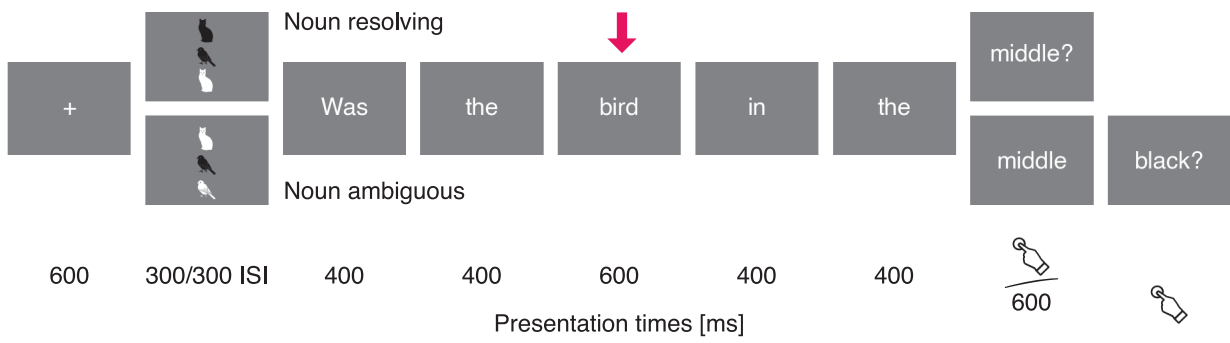 Noun resolving
+
Was
the
bird
in
the
middle?
middle
black?
Noun ambiguous
600
300/300 ISI
400
400
600
400
400
600
Presentation times [ms]